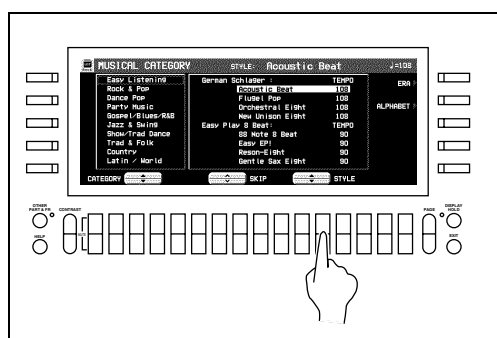 MUSICAL CATEGORY STYLE: Acoustic Beat ♩=108
Easy Listening
Rock & Pop
Dance Pop
Party Music
Gospel/Blues/R&B
Jazz & Swing
Show/Trad Dance
Trad & Folk
Country
Latin / World
German Schlager : TEMPO
Acoustic Beat 108
Flugel Pop 108
Orchestral Eight 108
New Unison Eight 108
Easy Play 8 Beat : TEMPO
88 Note 8 Beat 90
Easy EP! 90
Reson-Eight 90
Gentle Sax Eight 90
ERA
ALPHABET
CATEGORY SKIP STYLE
OTHER PART & PR
CONTRAST
HELP
PAGE
DISPLAY HOLD
EXIT